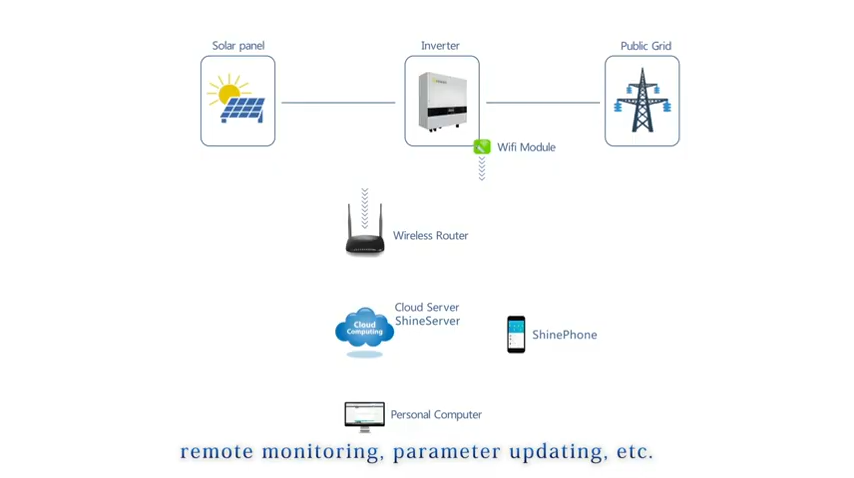 Solar panel
Inverter
Public Grid
Wifi Module
Wireless Router
Cloud Server
ShineServer
Cloud
Computing
ShinePhone
Personal Computer
remote monitoring, parameter updating, etc.